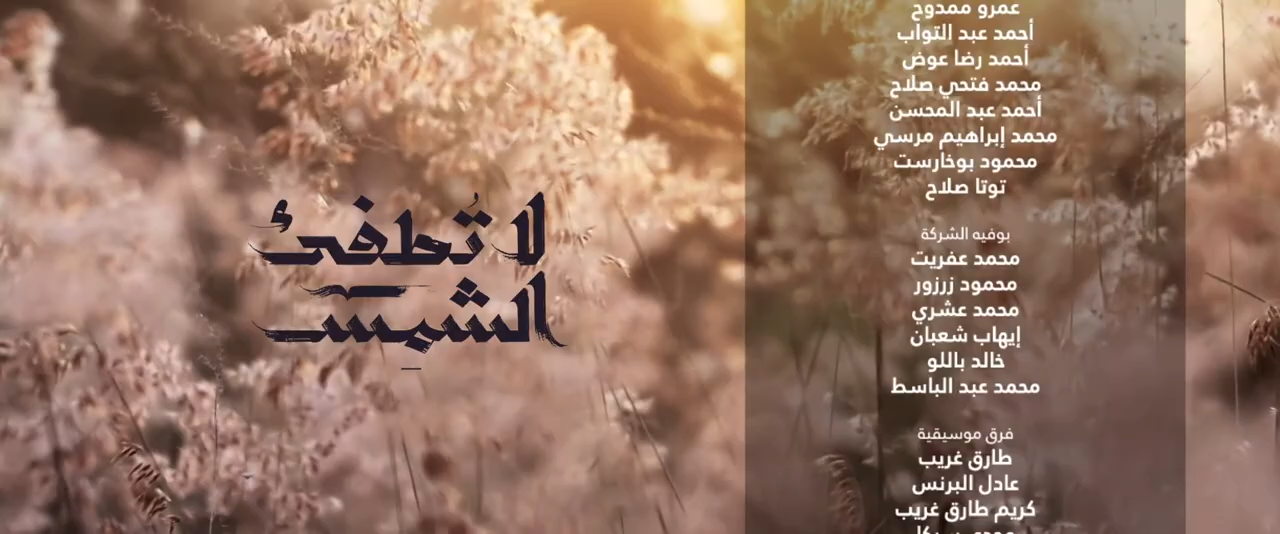 لا تُطفئ
الشمس
عمرو ممدوح
أحمد عبد التواب
أحمد رضا عوض
محمد فتحي صلاح
أحمد عبد المحسن
محمد إبراهيم مرسي
محمود بوخارست
توتا صلاح
بوفيه الشركة
محمد عفريت
محمود زرزور
محمد عشري
إيهاب شعبان
خالد باللو
محمد عبد الباسط
فرق موسيقية
طارق غريب
عادل البرنس
كريم طارق غريب